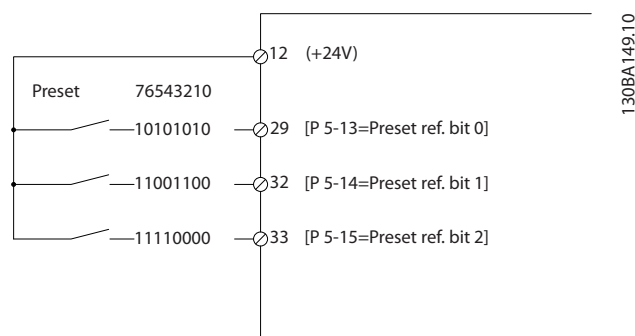 12 (+24V)
Preset 76543210
10101010 29 [P 5-13=Preset ref. bit 0]
11001100 32 [P 5-14=Preset ref. bit 1]
11110000 33 [P 5-15=Preset ref. bit 2]
130BA149.10